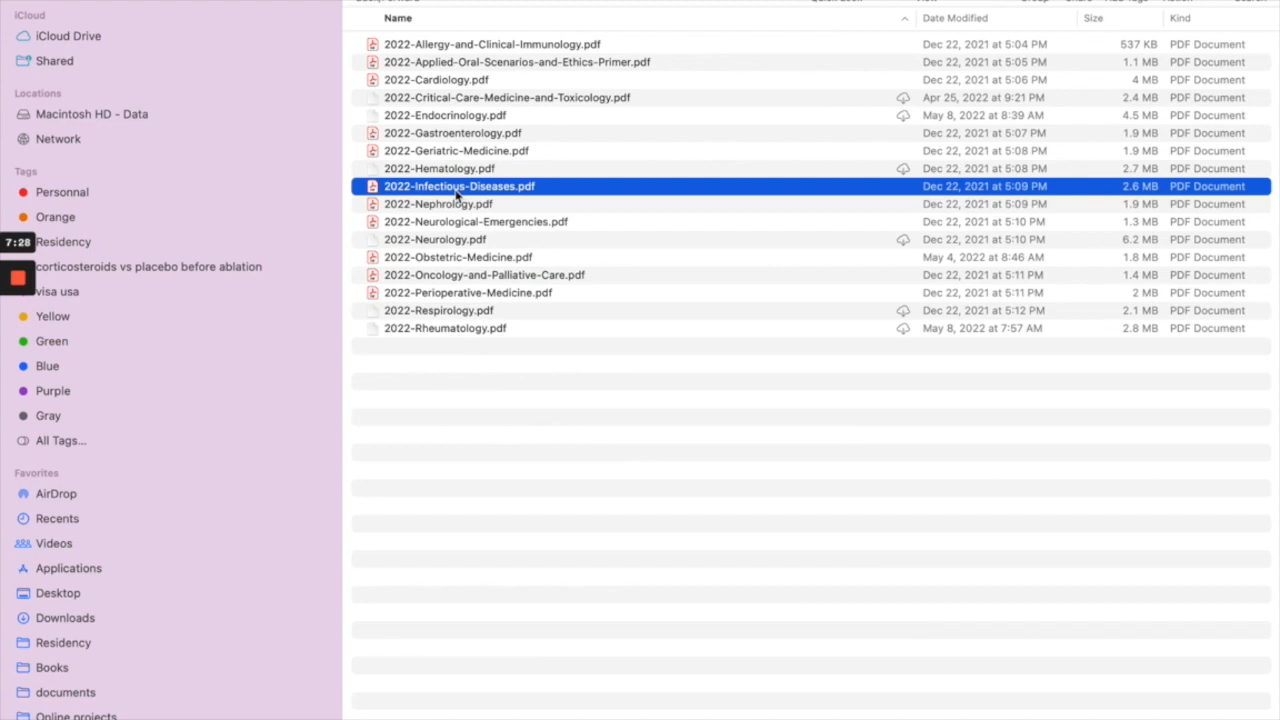 iCloud
iCloud Drive
Shared
Locations
Macintosh HD - Data
Network
Tags
Personnal
Orange
7:28
Residency
corticosteroids vs placebo before ablation
visa usa
Yellow
Green
Blue
Purple
Gray
All Tags...
Favorites
AirDrop
Recents
Videos
Applications
Desktop
Downloads
Residency
Books
documents
Online projects
Name Date Modified Size Kind
2022-Allergy-and-Clinical-Immunology.pdf Dec 22, 2021 at 5:04 PM 537 KB PDF Document
2022-Applied-Oral-Scenarios-and-Ethics-Primer.pdf Dec 22, 2021 at 5:05 PM 1.1 MB PDF Document
2022-Cardiology.pdf Dec 22, 2021 at 5:06 PM 4 MB PDF Document
2022-Critical-Care-Medicine-and-Toxicology.pdf Apr 25, 2022 at 9:21 PM 2.4 MB PDF Document
2022-Endocrinology.pdf May 8, 2022 at 8:39 AM 4.5 MB PDF Document
2022-Gastroenterology.pdf Dec 22, 2021 at 5:07 PM 1.9 MB PDF Document
2022-Geriatric-Medicine.pdf Dec 22, 2021 at 5:08 PM 1.9 MB PDF Document
2022-Hematology.pdf Dec 22, 2021 at 5:08 PM 2.7 MB PDF Document
2022-Infectious-Diseases.pdf Dec 22, 2021 at 5:09 PM 2.6 MB PDF Document
2022-Nephrology.pdf Dec 22, 2021 at 5:09 PM 1.9 MB PDF Document
2022-Neurological-Emergencies.pdf Dec 22, 2021 at 5:10 PM 1.3 MB PDF Document
2022-Neurology.pdf Dec 22, 2021 at 5:10 PM 6.2 MB PDF Document
2022-Obstetric-Medicine.pdf May 4, 2022 at 8:46 AM 1.8 MB PDF Document
2022-Oncology-and-Palliative-Care.pdf Dec 22, 2021 at 5:11 PM 1.4 MB PDF Document
2022-Perioperative-Medicine.pdf Dec 22, 2021 at 5:11 PM 2 MB PDF Document
2022-Respirology.pdf Dec 22, 2021 at 5:12 PM 2.1 MB PDF Document
2022-Rheumatology.pdf May 8, 2022 at 7:57 AM 2.8 MB PDF Document